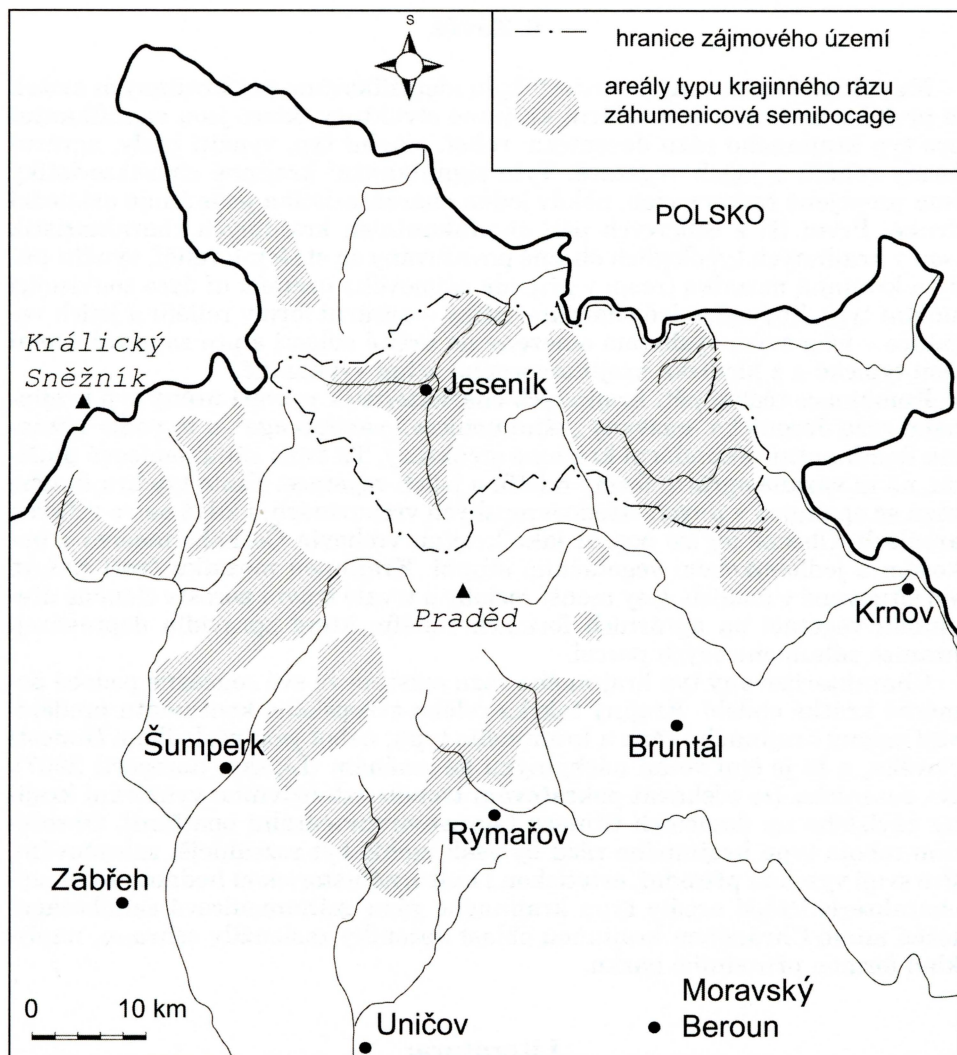 S
hranice zájmového území
areály typu krajinného rázu
záhumenicová semibocage
POLSKO
Králický
Sněžník
Jeseník
Praděd
Krnov
Šumperk
Bruntál
Rýmařov
Zábřeh
0 10 km
Moravský
Beroun
Uničov